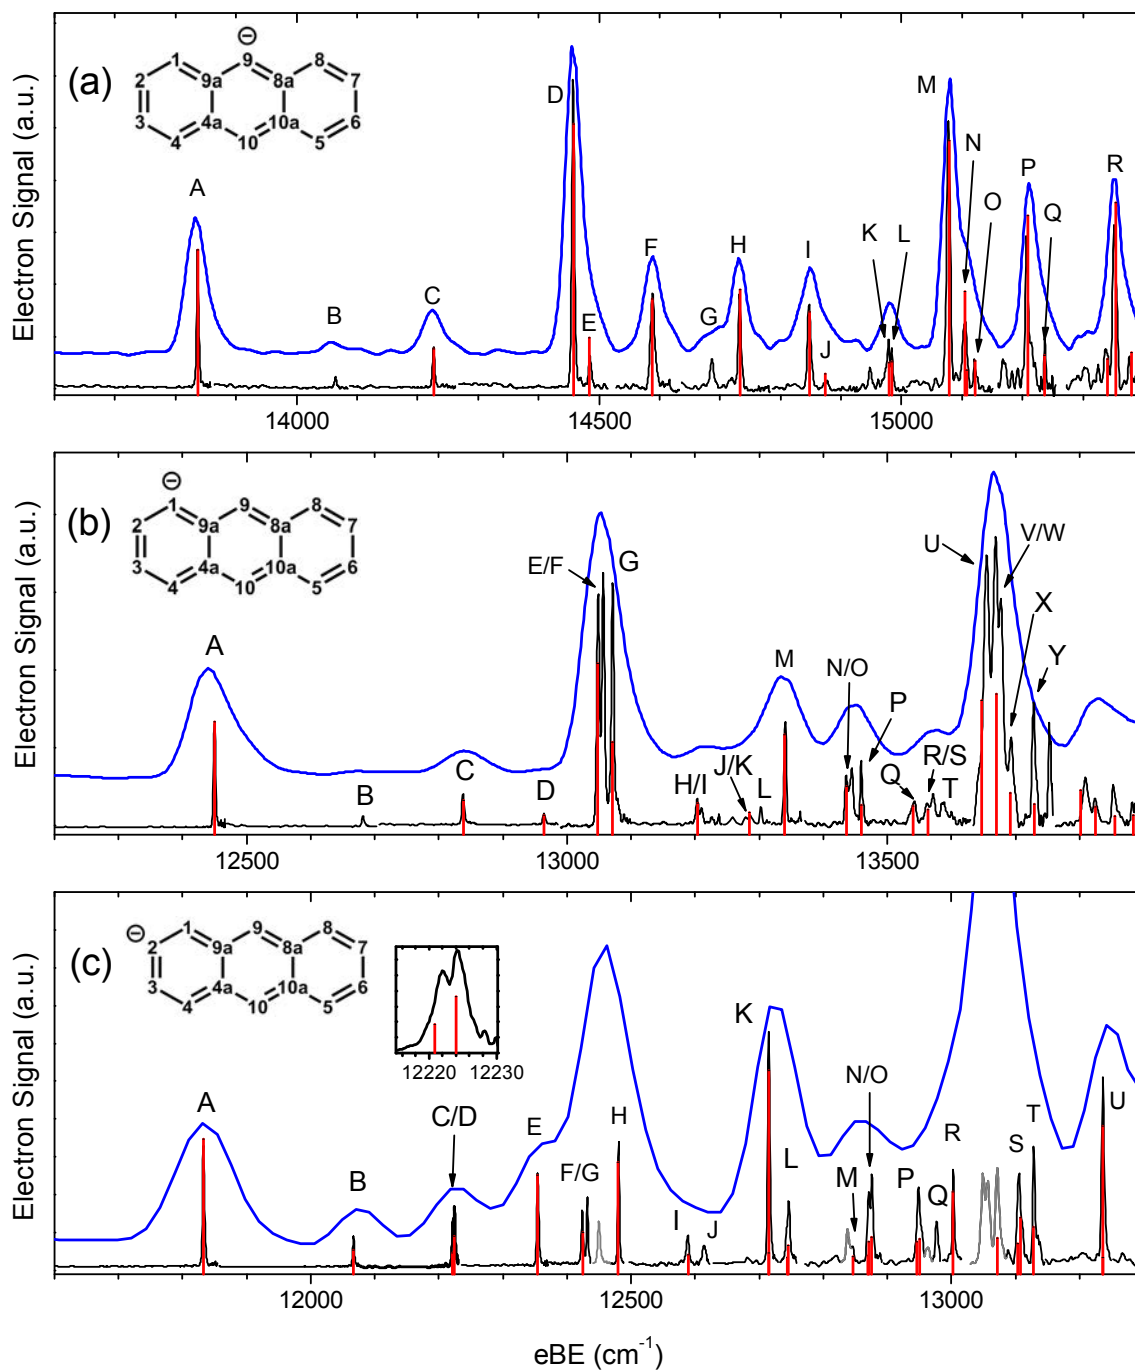 (a)
⊖
1 9 8
2 9a 8a 7
3 4a 10a 6
4 10 5
A B C D E F G H I J K L M N O P Q R
Electron Signal (a.u.)
14000 14500 15000
(b)
⊖
1 9 8
2 9a 8a 7
3 4a 10a 6
4 10 5
A B C D E/F G H/I J/K L M N/O P Q R/S T U V/W X Y
Electron Signal (a.u.)
12500 13000 13500
(c)
⊖
1 9 8
2 9a 8a 7
3 4a 10a 6
4 10 5
12220 12230
A B C/D E F/G H I J K L M N/O P Q R S T U
Electron Signal (a.u.)
12000 12500 13000
eBE (cm⁻¹)